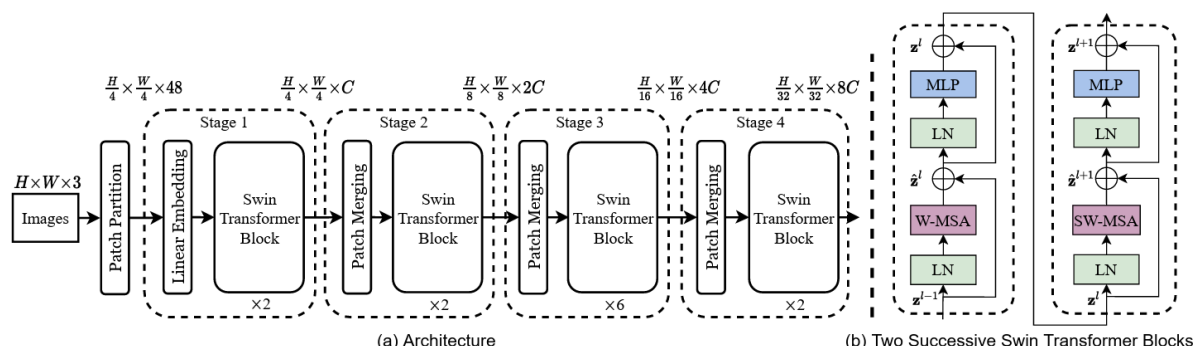 H/4 × W/4 × 48
H/4 × W/4 × C
H/8 × W/8 × 2C
H/16 × W/16 × 4C
H/32 × W/32 × 8C
Stage 1
Stage 2
Stage 3
Stage 4
H×W×3
Images
Patch Partition
Linear Embedding
Swin
Transformer
Block
×2
Patch Merging
Swin
Transformer
Block
×2
Patch Merging
Swin
Transformer
Block
×6
Patch Merging
Swin
Transformer
Block
×2
(a) Architecture
z^l
MLP
LN
ẑ^l
W-MSA
LN
z^{l-1}
z^{l+1}
MLP
LN
ẑ^{l+1}
SW-MSA
LN
z^l
(b) Two Successive Swin Transformer Blocks